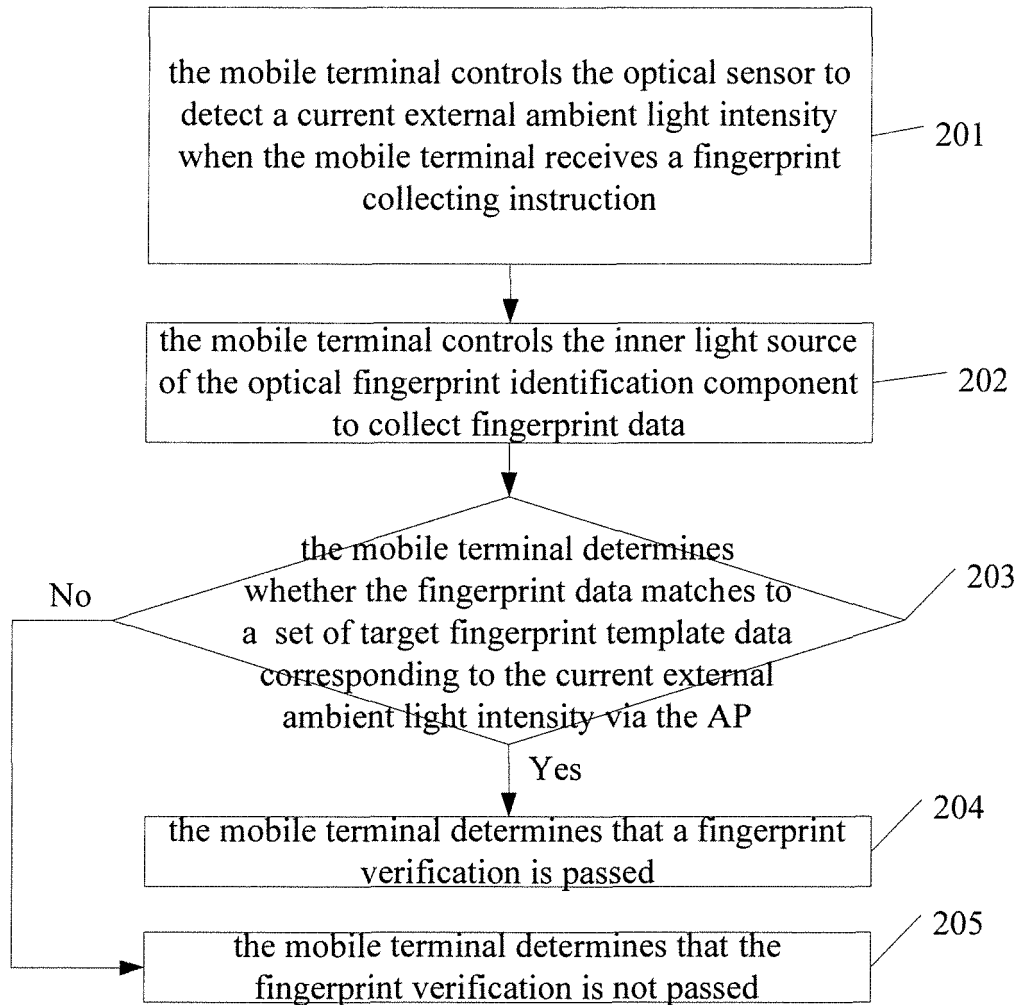 the mobile terminal controls the optical sensor to
detect a current external ambient light intensity
when the mobile terminal receives a fingerprint
collecting instruction
201
the mobile terminal controls the inner light source
of the optical fingerprint identification component
to collect fingerprint data
202
the mobile terminal determines
whether the fingerprint data matches to
a set of target fingerprint template data
corresponding to the current external
ambient light intensity via the AP
203
No
Yes
the mobile terminal determines that a fingerprint
verification is passed
204
the mobile terminal determines that the
fingerprint verification is not passed
205